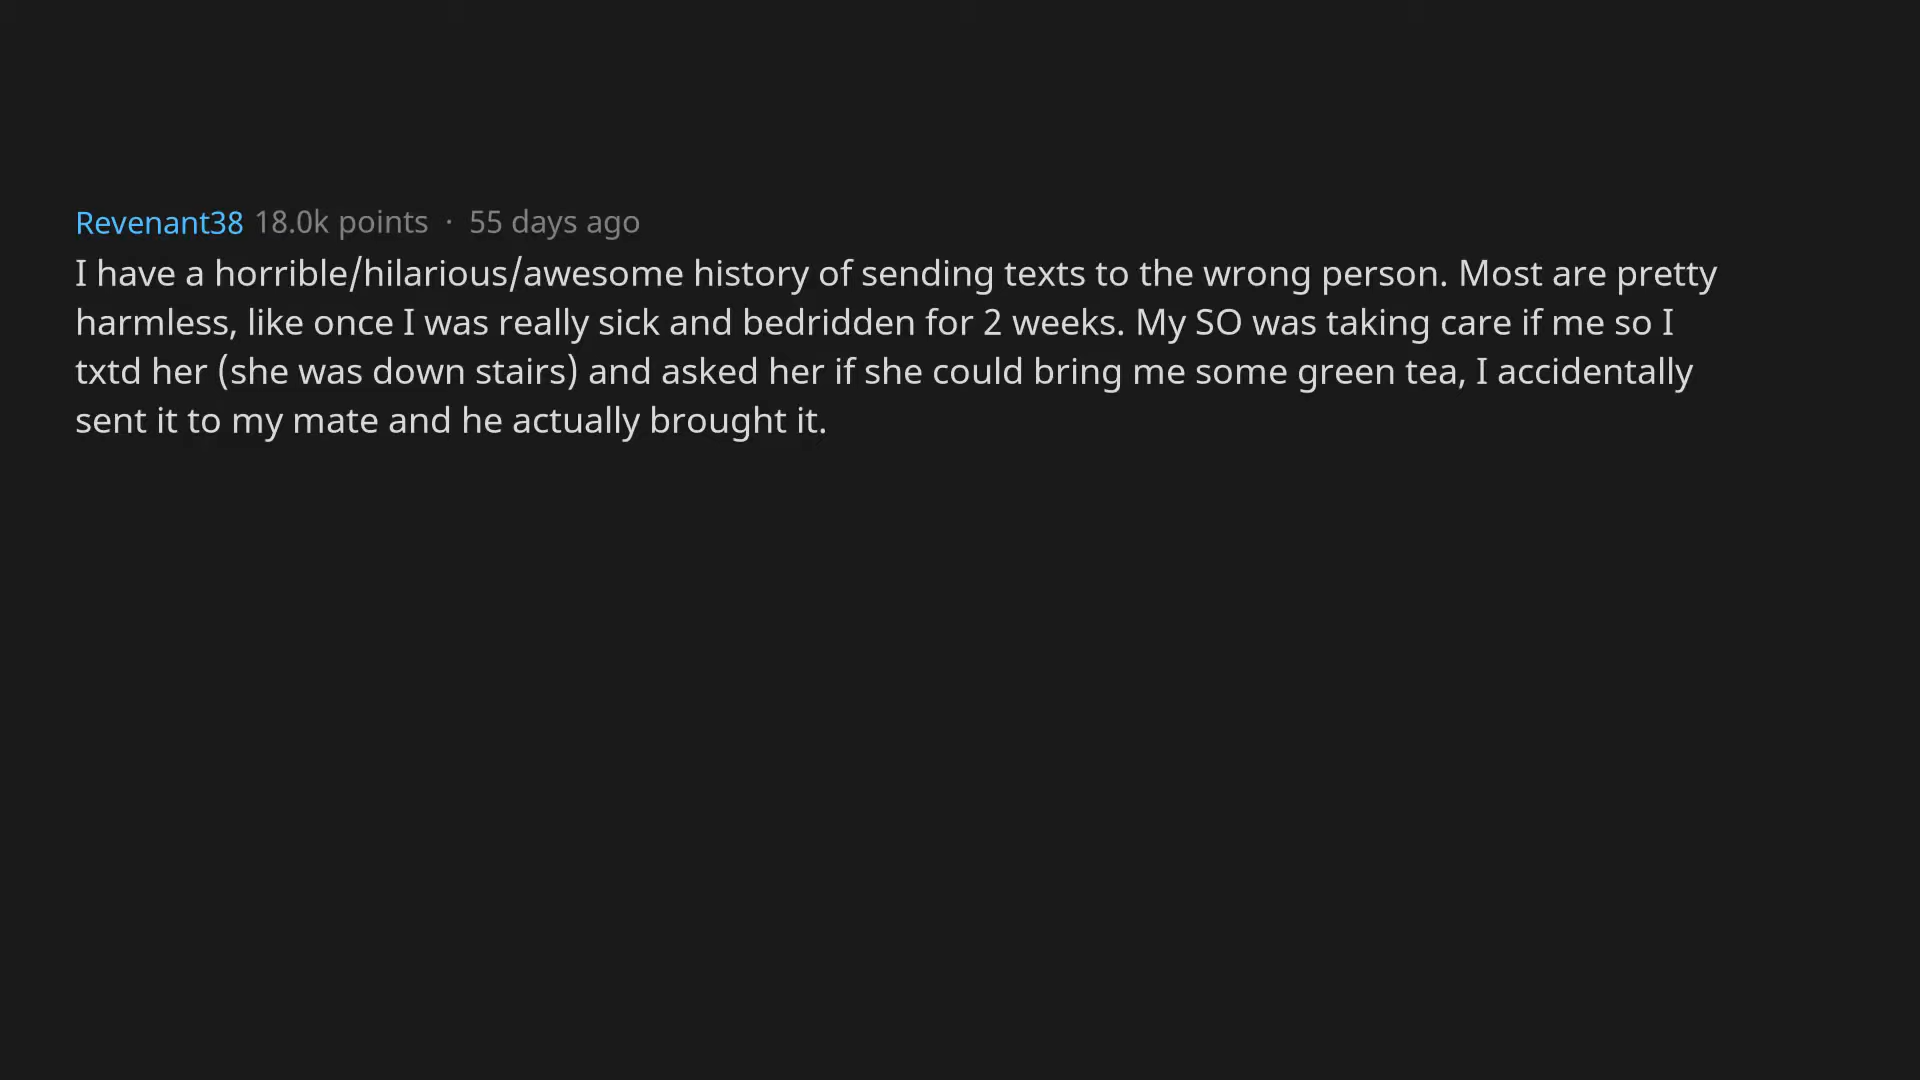 Revenant38 18.0k points · 55 days ago
I have a horrible/hilarious/awesome history of sending texts to the wrong person. Most are pretty
harmless, like once I was really sick and bedridden for 2 weeks. My SO was taking care if me so I
txtd her (she was down stairs) and asked her if she could bring me some green tea, I accidentally
sent it to my mate and he actually brought it.